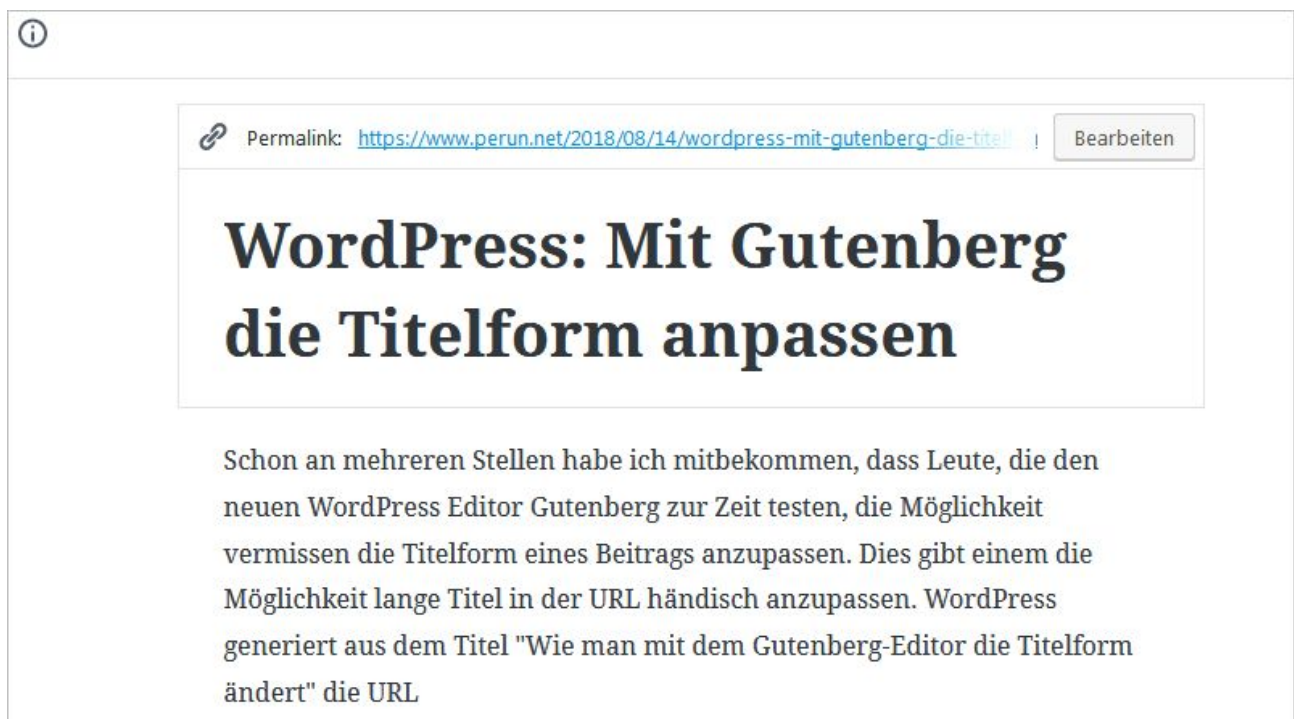 Permalink: https://www.perun.net/2018/08/14/wordpress-mit-gutenberg-die-titelf Bearbeiten
WordPress: Mit Gutenberg
die Titelform anpassen
Schon an mehreren Stellen habe ich mitbekommen, dass Leute, die den
neuen WordPress Editor Gutenberg zur Zeit testen, die Möglichkeit
vermissen die Titelform eines Beitrags anzupassen. Dies gibt einem die
Möglichkeit lange Titel in der URL händisch anzupassen. WordPress
generiert aus dem Titel "Wie man mit dem Gutenberg-Editor die Titelform
ändert" die URL